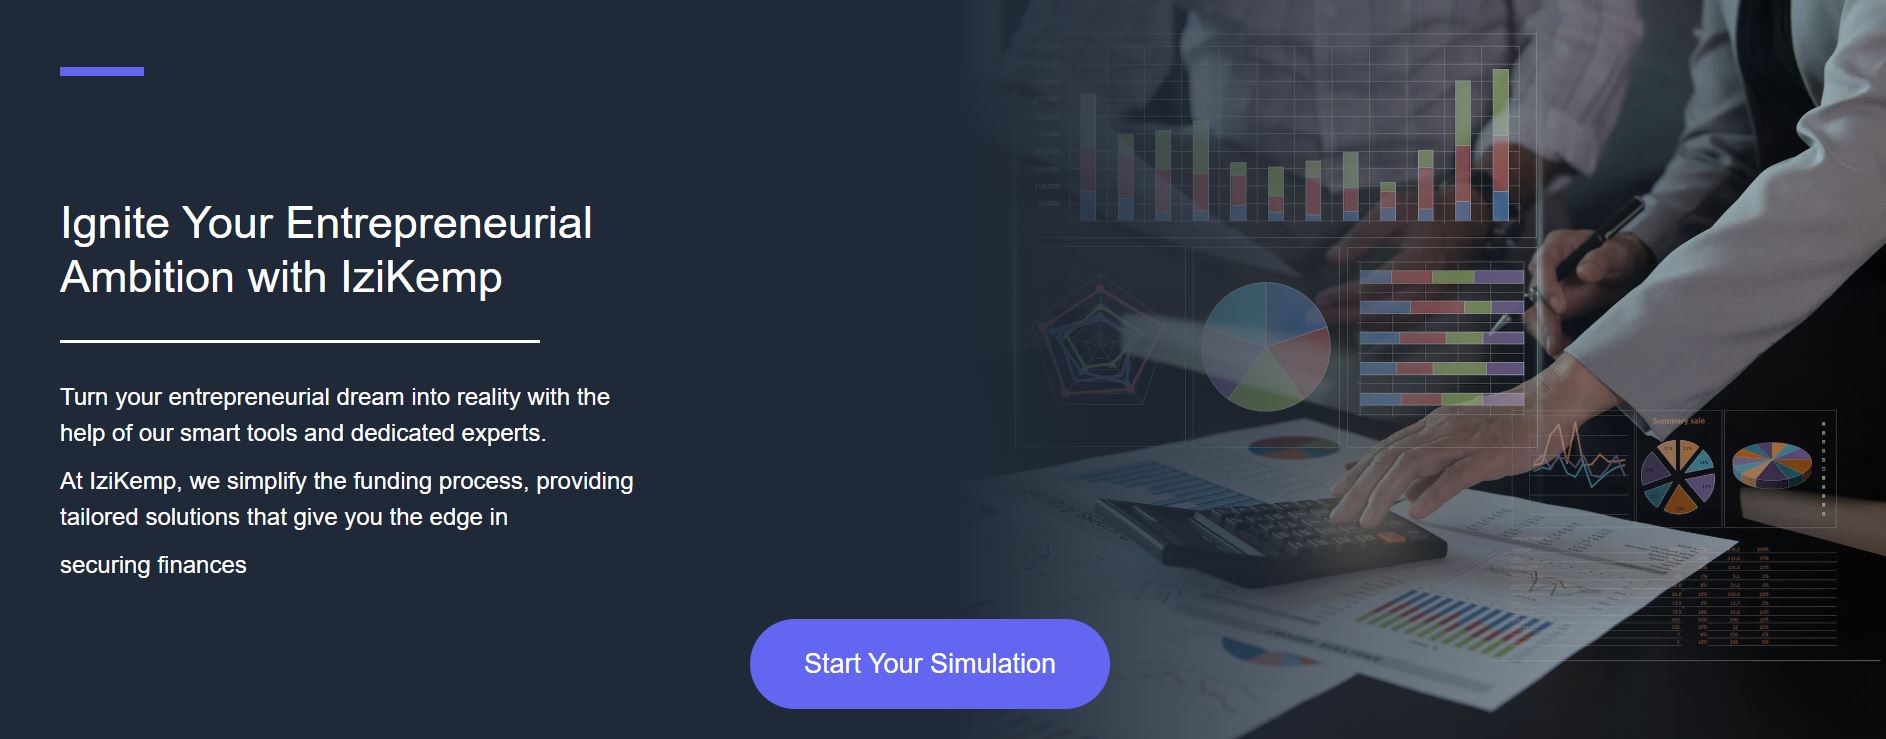 Ignite Your Entrepreneurial
Ambition with IziKemp
Turn your entrepreneurial dream into reality with the
help of our smart tools and dedicated experts.
At IziKemp, we simplify the funding process, providing
tailored solutions that give you the edge in
securing finances
Start Your Simulation
Summary sale